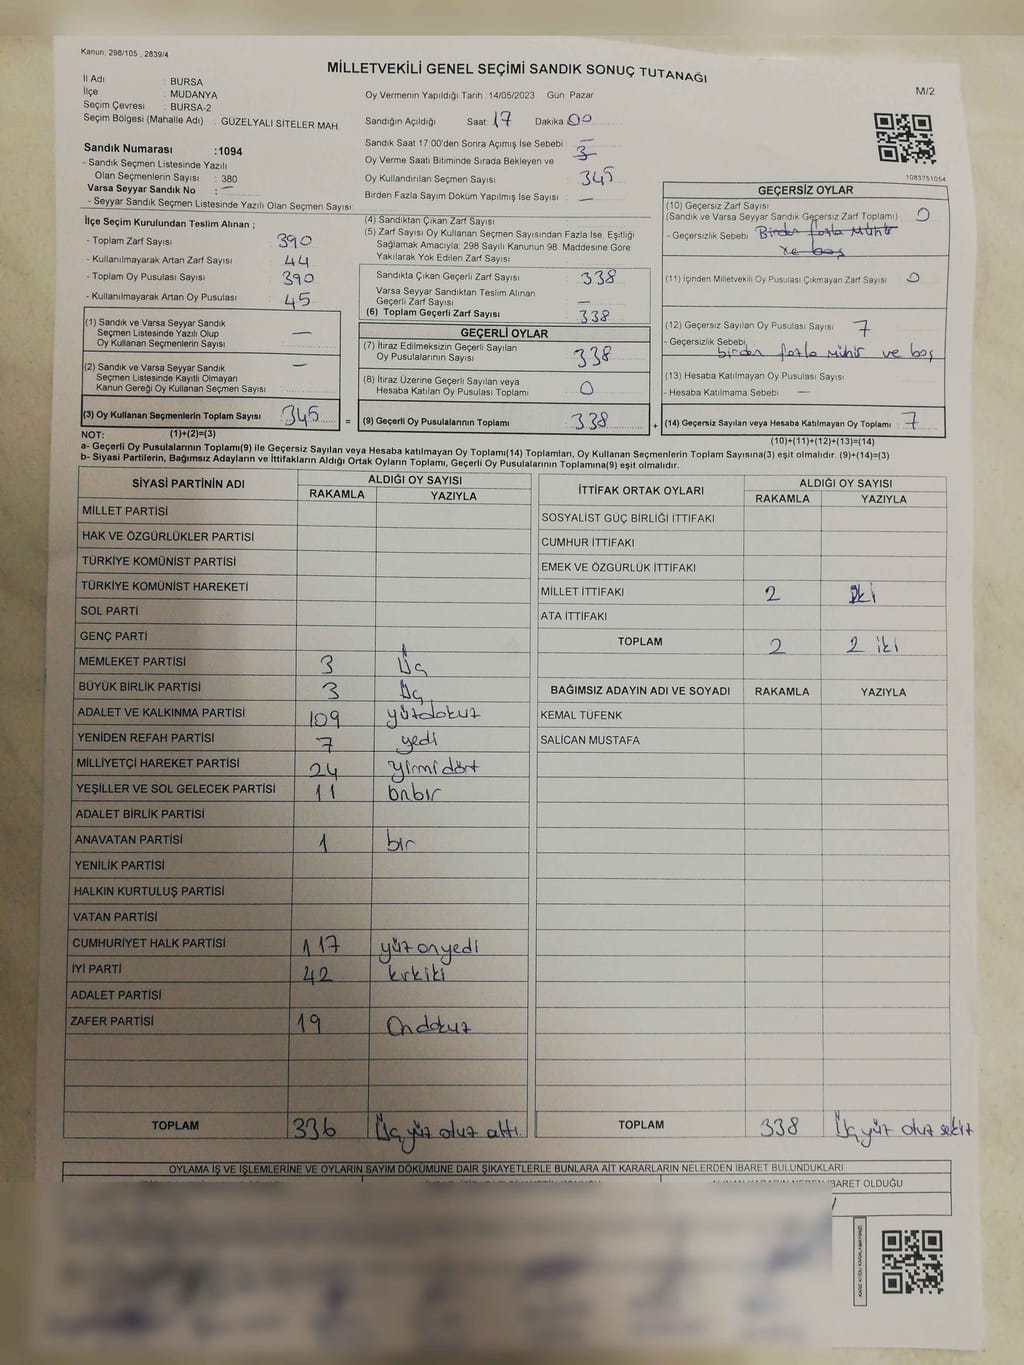 Kanun: 298/105 , 2839/4
MİLLETVEKİLİ GENEL SEÇİMİ SANDIK SONUÇ TUTANAĞI
M/2
İl Adı : BURSA
İlçe : MUDANYA
Seçim Çevresi : BURSA-2
Seçim Bölgesi (Mahalle Adı) : GÜZELYALI SİTELER MAH.
Oy Vermenin Yapıldığı Tarih :14/05/2023 Gün Pazar
Sandığın Açıldığı Saat: 17 Dakika 00
Sandık Saat 17:00'den Sonra Açımış İse Sebebi —
Oy Verme Saati Bitiminde Sırada Bekleyen ve 3
Oy Kullandırılan Seçmen Sayısı 345
Birden Fazla Sayım Döküm Yapılmış İse Sayısı —
Sandık Numarası :1094
- Sandık Seçmen Listesinde Yazılı
Olan Seçmenlerin Sayısı : 380
Varsa Seyyar Sandık No : —
- Seyyar Sandık Seçmen Listesinde Yazılı Olan Seçmen Sayısı:
İlçe Seçim Kurulundan Teslim Alınan ;
- Toplam Zarf Sayısı 390
- Kullanılmayarak Artan Zarf Sayısı 44
- Toplam Oy Pusulası Sayısı 390
- Kullanılmayarak Artan Oy Pusulası 45
(1) Sandık ve Varsa Seyyar Sandık
Seçmen Listesinde Yazılı Olup —
Oy Kullanan Seçmenlerin Sayısı
(2) Sandık ve Varsa Seyyar Sandık —
Seçmen Listesinde Kayıtlı Olmayan
Kanun Gereği Oy Kullanan Seçmen Sayısı
(3) Oy Kullanan Seçmenlerin Toplam Sayısı 345 =
(1)+(2)=(3)
(4) Sandıktan Çıkan Zarf Sayısı
(5) Zarf Sayısı Oy Kullanan Seçmen Sayısından Fazla İse, Eşitliği
Sağlamak Amacıyla; 298 Sayılı Kanunun 98. Maddesine Göre
Yakılarak Yok Edilen Zarf Sayısı
Sandıkta Çıkan Geçerli Zarf Sayısı 338
Varsa Seyyar Sandıktan Teslim Alınan
Geçerli Zarf Sayısı —
(6) Toplam Geçerli Zarf Sayısı 338
GEÇERLİ OYLAR
(7) İtiraz Edilmeksizin Geçerli Sayılan
Oy Pusulalarının Sayısı 338
(8) İtiraz Üzerine Geçerli Sayılan veya
Hesaba Katılan Oy Pusulası Toplamı 0
(9) Geçerli Oy Pusulalarının Toplamı 338 +
1083751054
GEÇERSİZ OYLAR
(10) Geçersiz Zarf Sayısı
(Sandık ve Varsa Seyyar Sandık Geçersiz Zarf Toplamı) 0
- Geçersizlik Sebebi Birden fazla Mühür
ve boş
(11) İçinden Milletvekili Oy Pusulası Çıkmayan Zarf Sayısı 0
(12) Geçersiz Sayılan Oy Pusulası Sayısı 7
- Geçersizlik Sebebi
birden fazla Mühür ve boş
(13) Hesaba Katılmayan Oy Pusulası Sayısı
- Hesaba Katılmama Sebebi —
(14) Geçersiz Sayılan veya Hesaba Katılmayan Oy Toplamı 7
(10)+(11)+(12)+(13)=(14)
NOT:
a- Geçerli Oy Pusulalarının Toplamı(9) ile Geçersiz Sayılan veya Hesaba katılmayan Oy Toplamı(14) Toplamları, Oy Kullanan Seçmenlerin Toplam Sayısına(3) eşit olmalıdır. (9)+(14)=(3)
b- Siyasi Partilerin, Bağımsız Adayların ve İttifakların Aldığı Ortak Oyların Toplamı, Geçerli Oy Pusulalarının Toplamına(9) eşit olmalıdır.
SİYASİ PARTİNİN ADI ALDIĞI OY SAYISI
RAKAMLA YAZIYLA
MİLLET PARTİSİ
HAK VE ÖZGÜRLÜKLER PARTİSİ
TÜRKİYE KOMÜNİST PARTİSİ
TÜRKİYE KOMÜNİST HAREKETİ
SOL PARTİ
GENÇ PARTİ
MEMLEKET PARTİSİ 3 Üç
BÜYÜK BİRLİK PARTİSİ 3 Üç
ADALET VE KALKINMA PARTİSİ 109 yüzdokuz
YENİDEN REFAH PARTİSİ 7 yedi
MİLLİYETÇİ HAREKET PARTİSİ 24 yirmidört
YEŞİLLER VE SOL GELECEK PARTİSİ 11 onbir
ADALET BİRLİK PARTİSİ
ANAVATAN PARTİSİ 1 bir
YENİLİK PARTİSİ
HALKIN KURTULUŞ PARTİSİ
VATAN PARTİSİ
CUMHURİYET HALK PARTİSİ 117 yüz onyedi
İYİ PARTİ 42 kırkiki
ADALET PARTİSİ
ZAFER PARTİSİ 19 Ondokuz
TOPLAM 336 Üç yüz otuz altı
İTTİFAK ORTAK OYLARI ALDIĞI OY SAYISI
RAKAMLA YAZIYLA
SOSYALİST GÜÇ BİRLİĞİ İTTİFAKI
CUMHUR İTTİFAKI
EMEK VE ÖZGÜRLÜK İTTİFAKI
MİLLET İTTİFAKI 2 iki
ATA İTTİFAKI
TOPLAM 2 2 iki
BAĞIMSIZ ADAYIN ADI VE SOYADI RAKAMLA YAZIYLA
KEMAL TÜFENK
SALİCAN MUSTAFA
TOPLAM 338 Üç yüz otuz sekiz
OYLAMA İŞ VE İŞLEMLERİNE VE OYLARIN SAYIM DÖKÜMÜNE DAİR ŞİKAYETLERLE BUNLARA AİT KARARLARIN NELERDEN İBARET BULUNDUKLARI
İBARET OLDUĞU
KARE KODU KARALAMAYINIZ